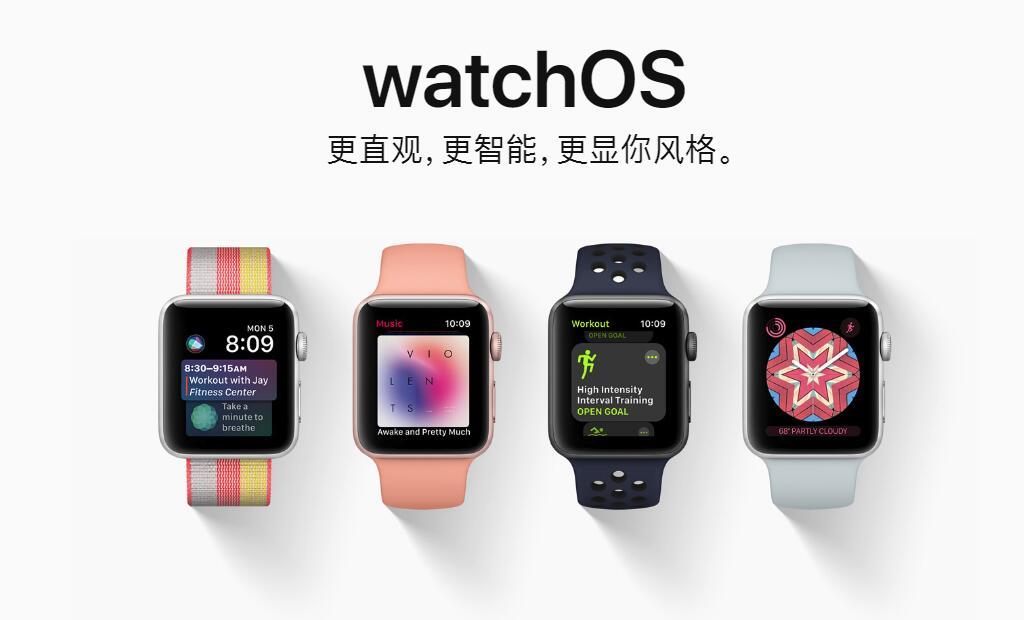 watchOS
更直观，更智能，更显你风格。
MON 5
8:09
8:30–9:15AM
Workout with Jay
Fitness Center
Take a
minute to
breathe
Music 10:09
VIO
LEN
TS_ _
Awake and Pretty Much
Workout 10:09
OPEN GOAL
High Intensity
Interval Training
OPEN GOAL
68° PARTLY CLOUDY